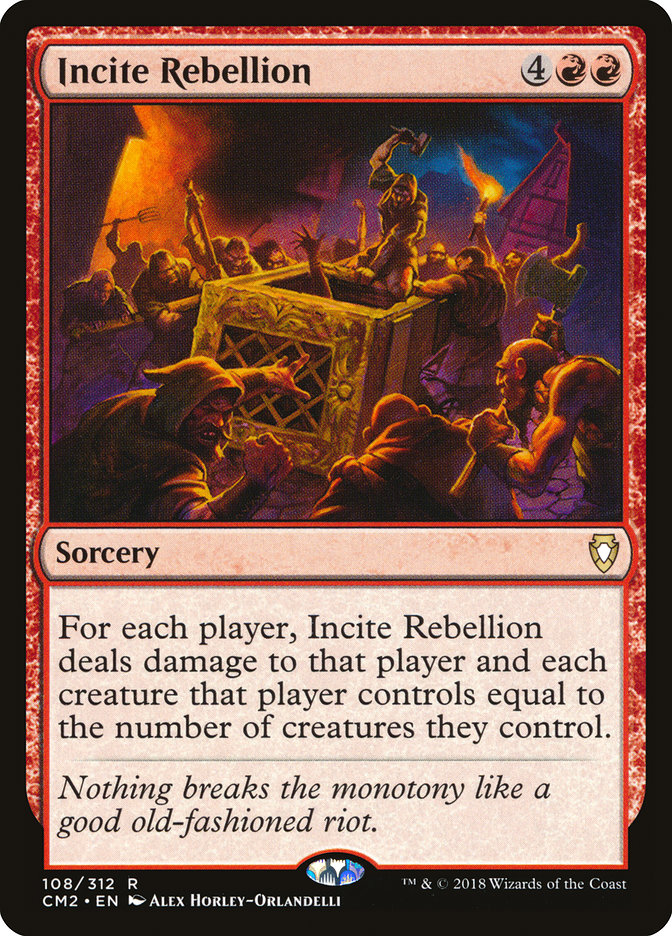 Incite Rebellion 4
Sorcery
For each player, Incite Rebellion
deals damage to that player and each
creature that player controls equal to
the number of creatures they control.
Nothing breaks the monotony like a
good old-fashioned riot.
108/312 R
™ & © 2018 Wizards of the Coast
CM2 • EN Alex Horley-Orlandelli